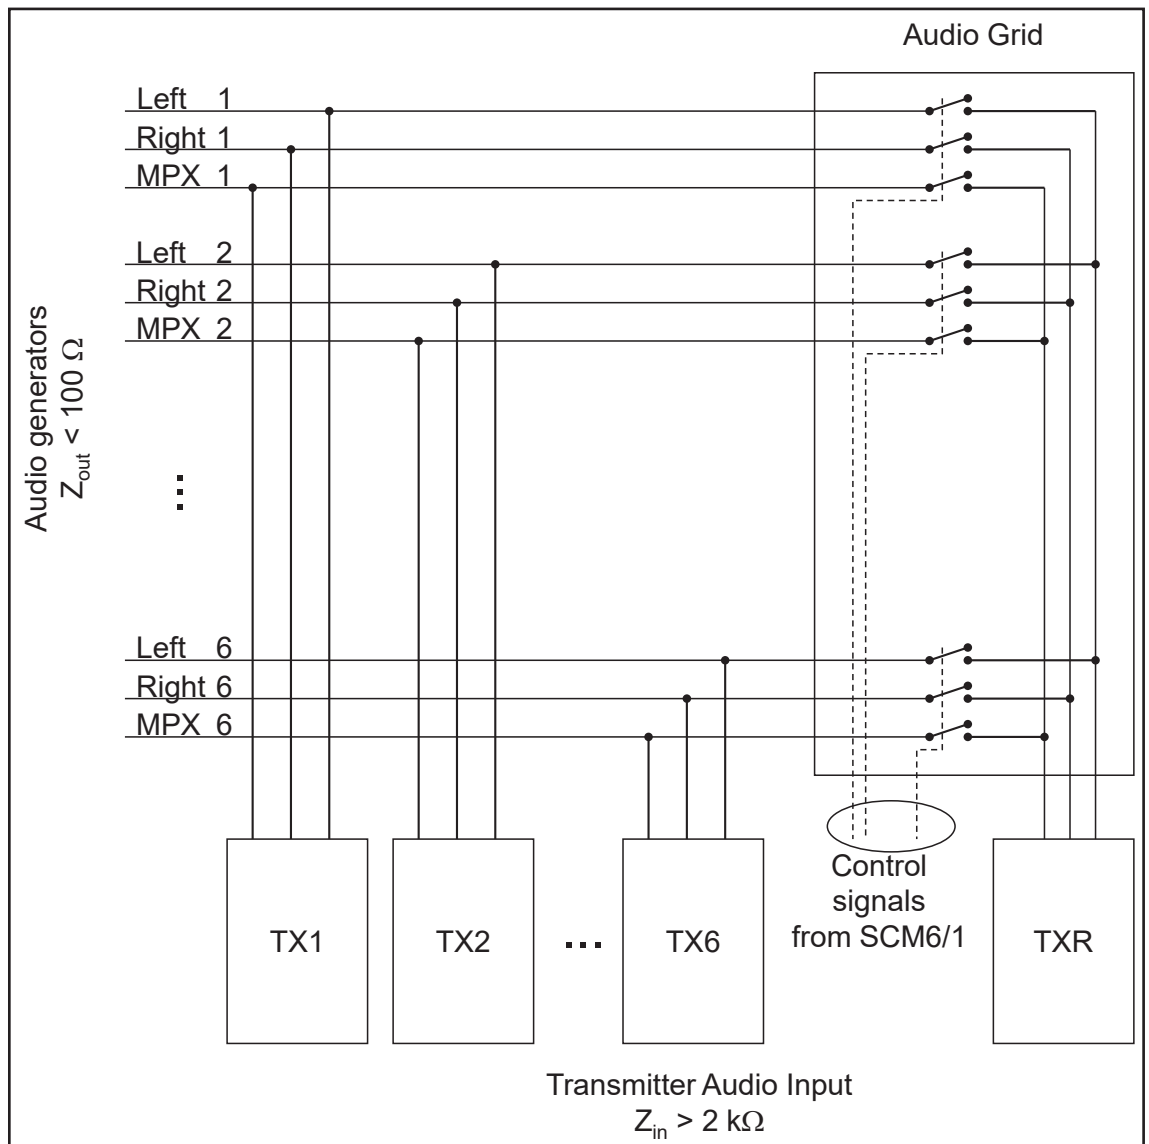 Audio Grid
Left 1
Right 1
MPX 1
Left 2
Right 2
MPX 2
Audio generators
Zout < 100 Ω
⋮
Left 6
Right 6
MPX 6
Control
signals
from SCM6/1
TX1
TX2
...
TX6
TXR
Transmitter Audio Input
Zin > 2 kΩ